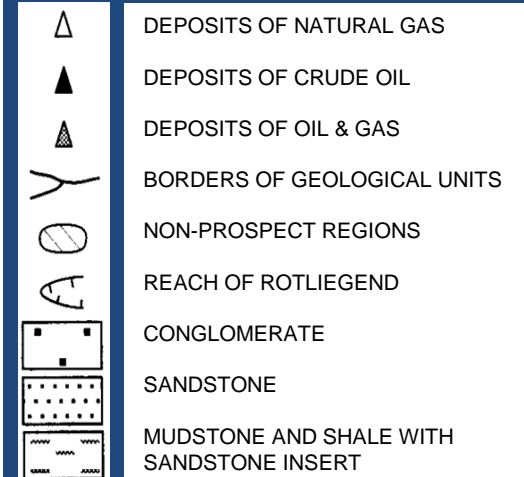 DEPOSITS OF NATURAL GAS
DEPOSITS OF CRUDE OIL
DEPOSITS OF OIL & GAS
BORDERS OF GEOLOGICAL UNITS
NON-PROSPECT REGIONS
REACH OF ROTLIEGEND
CONGLOMERATE
SANDSTONE
MUDSTONE AND SHALE WITH
SANDSTONE INSERT